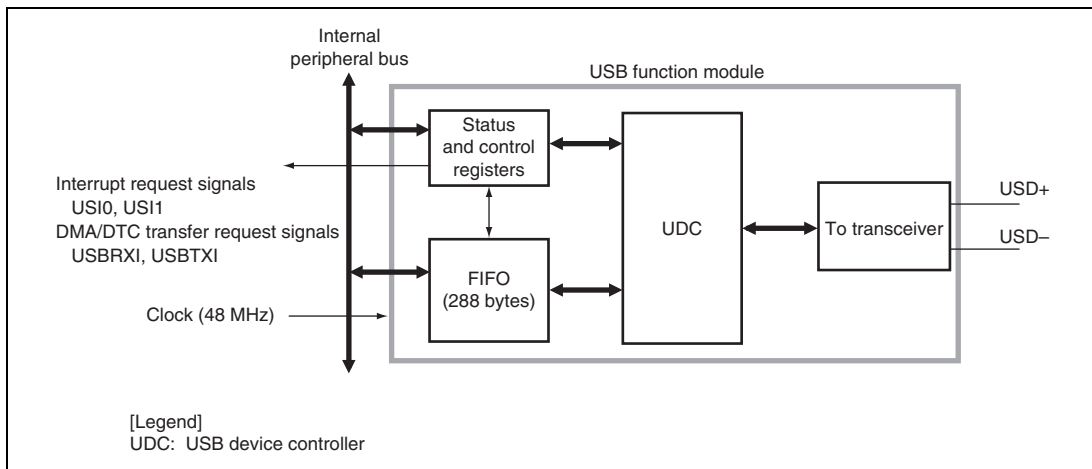 Internal
peripheral bus
USB function module
Status
and control
registers
Interrupt request signals
USI0, USI1
DMA/DTC transfer request signals
USBRXI, USBTXI
UDC
To transceiver
USD+
USD–
FIFO
(288 bytes)
Clock (48 MHz)
[Legend]
UDC: USB device controller